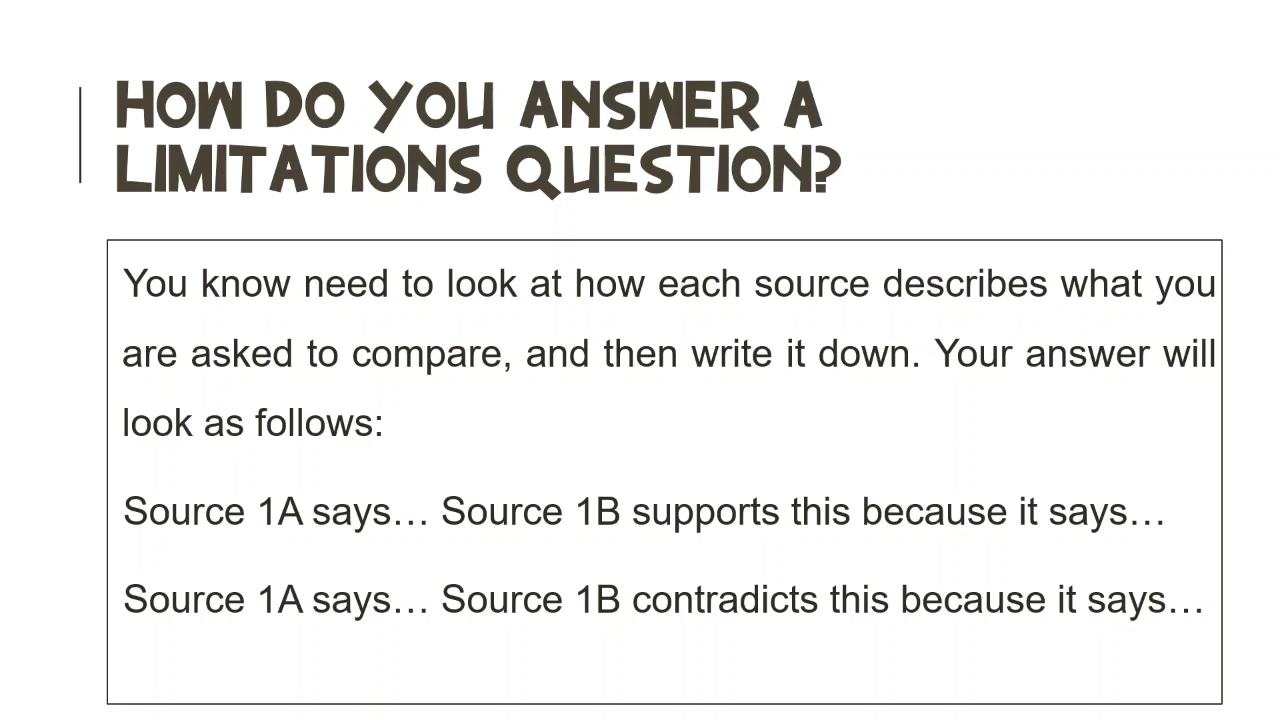 HOW DO YOU ANSWER A
LIMITATIONS QUESTION?
You know need to look at how each source describes what you
are asked to compare, and then write it down. Your answer will
look as follows:
Source 1A says… Source 1B supports this because it says…
Source 1A says… Source 1B contradicts this because it says…